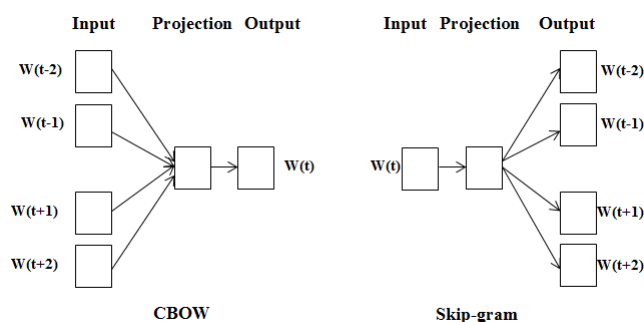 Input Projection Output
W(t-2)
W(t-1)
W(t)
W(t+1)
W(t+2)
CBOW
Input Projection Output
W(t-2)
W(t-1)
W(t)
W(t+1)
W(t+2)
Skip-gram